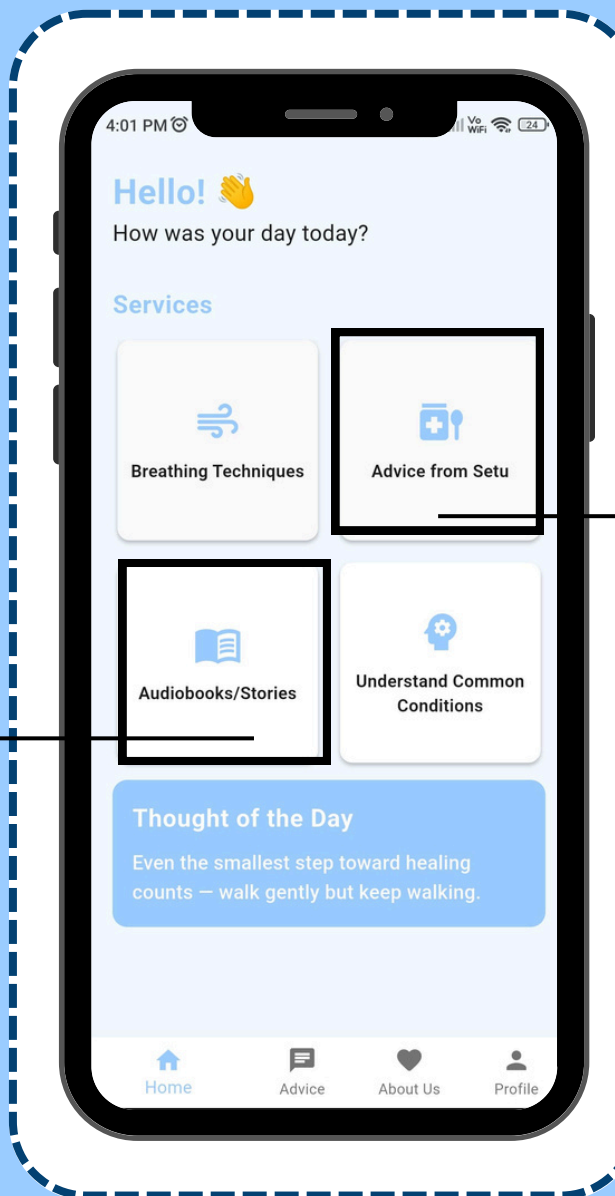 4:01 PM
Vo
WiFi
24
Hello! 👋
How was your day today?
Services
Breathing Techniques
Advice from Setu
Audiobooks/Stories
Understand Common
Conditions
Thought of the Day
Even the smallest step toward healing
counts — walk gently but keep walking.
Home
Advice
About Us
Profile